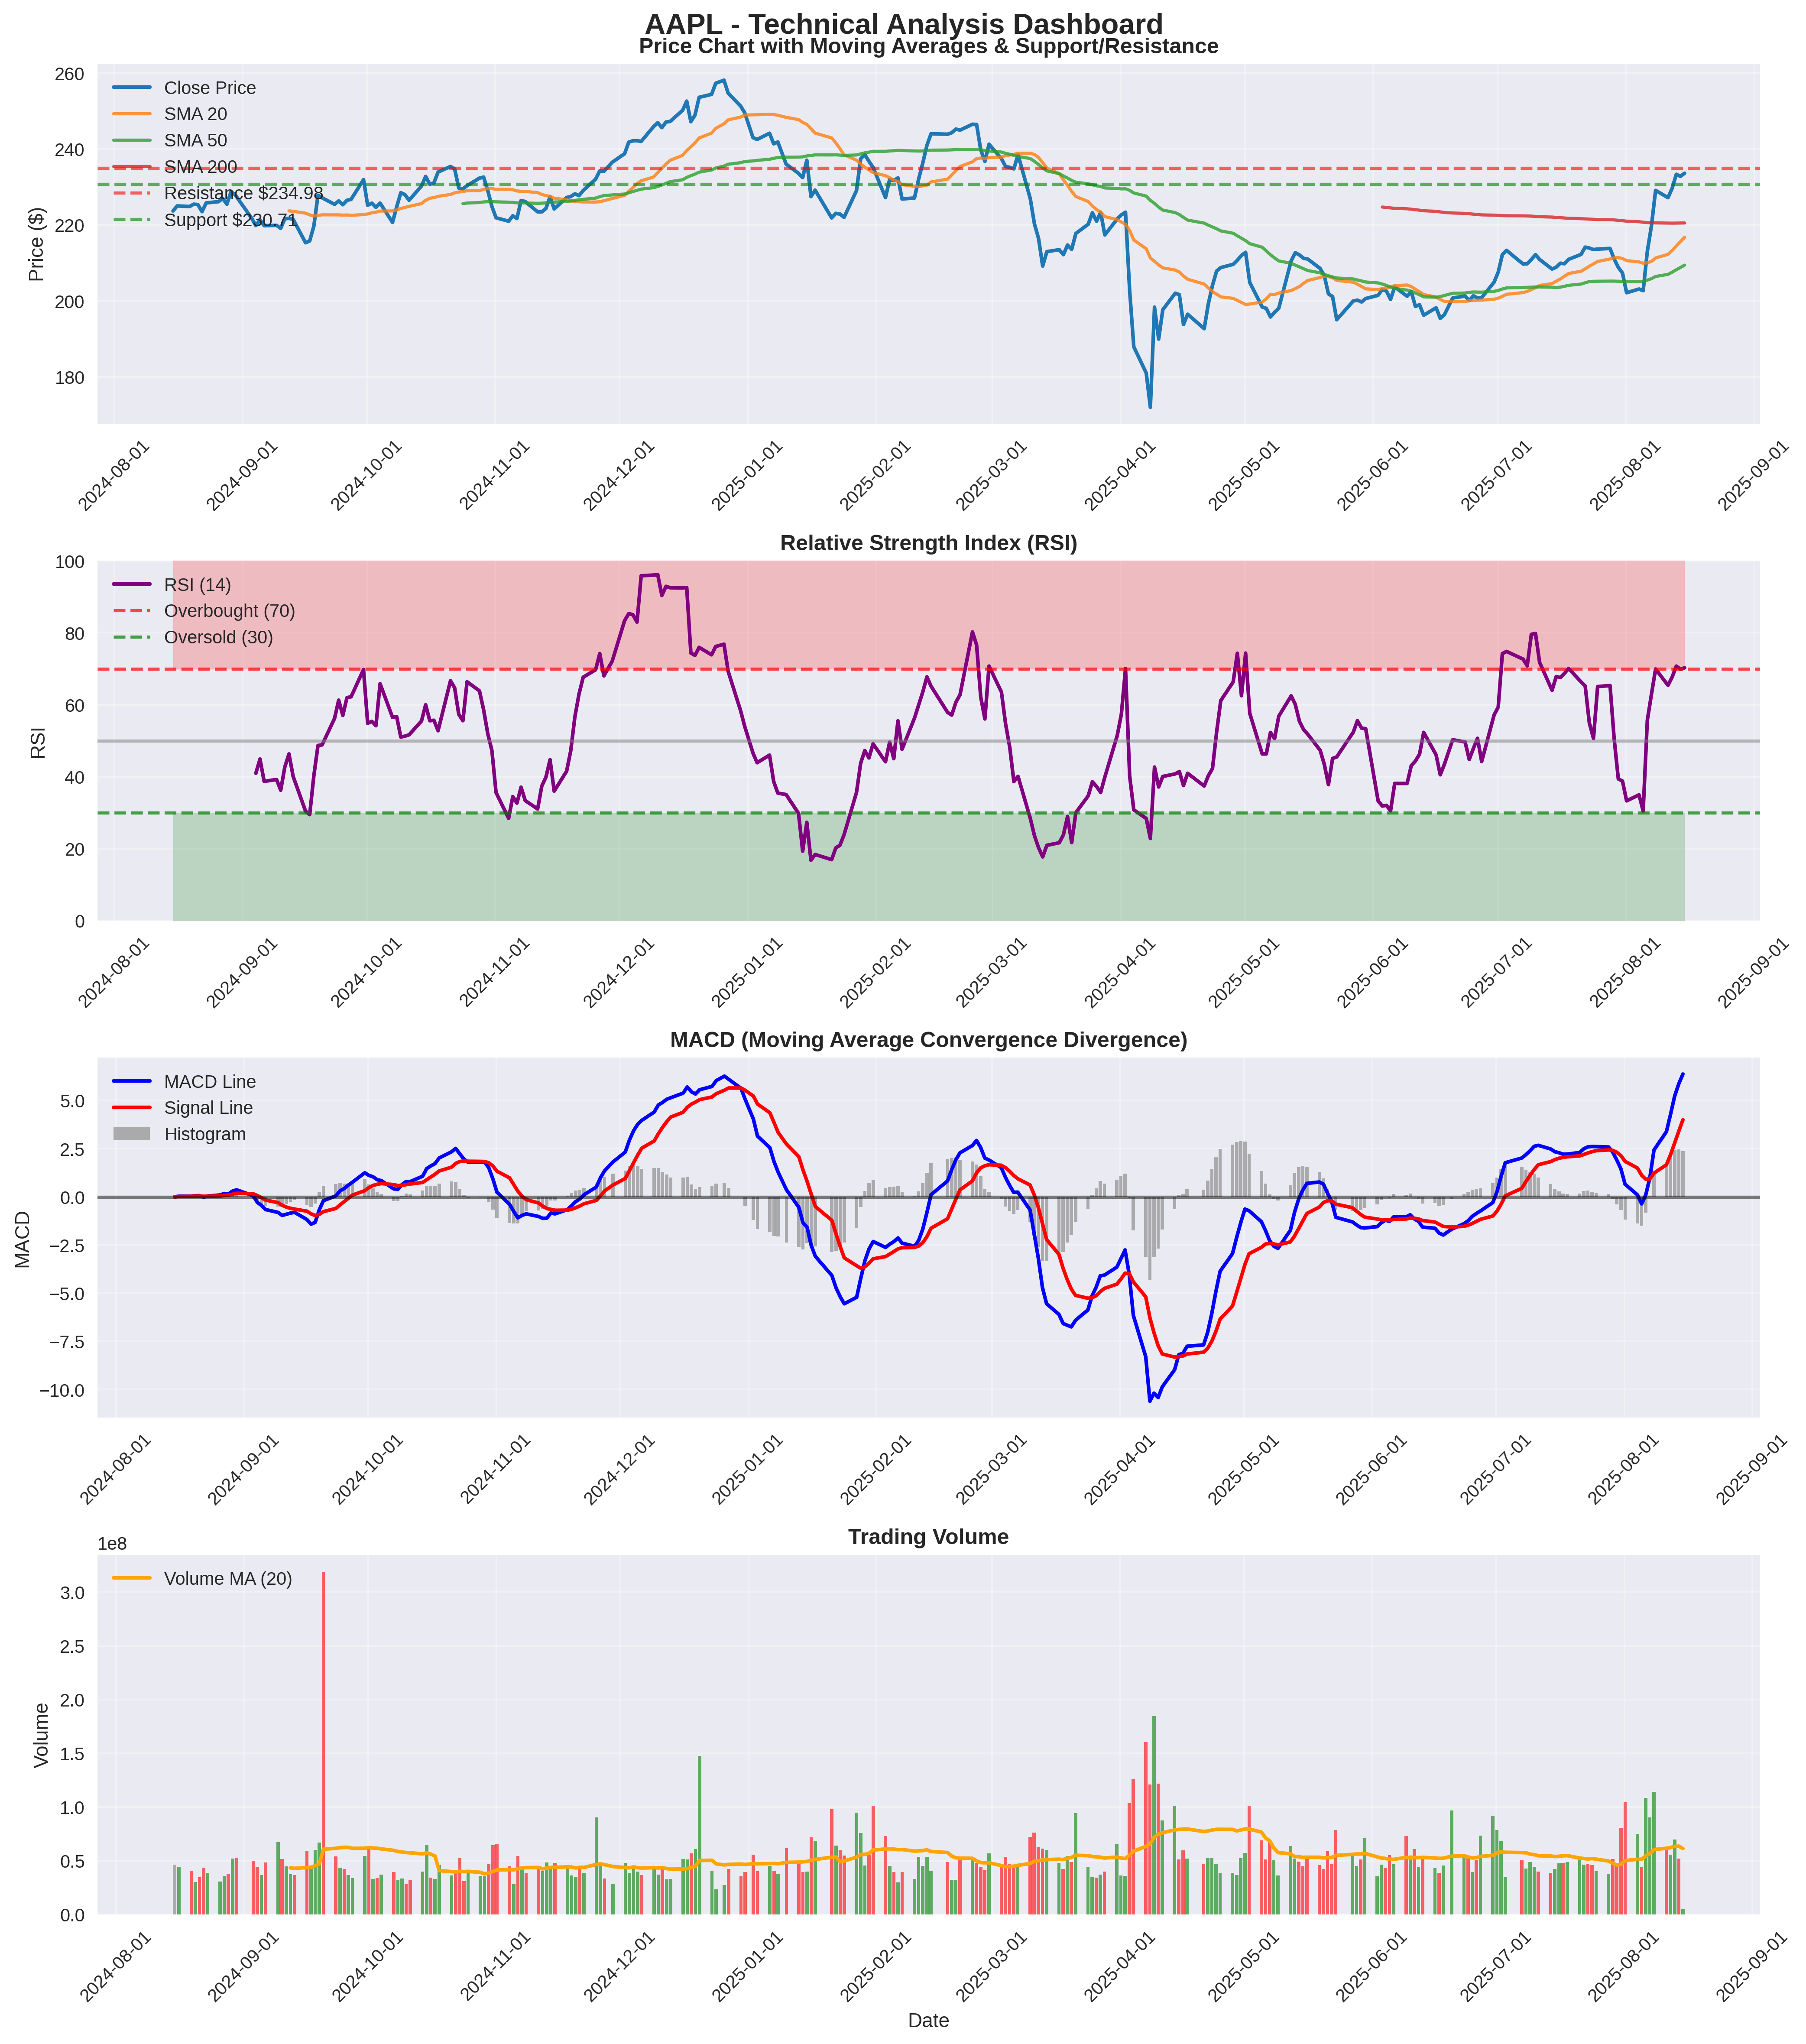 AAPL - Technical Analysis Dashboard
Price Chart with Moving Averages & Support/Resistance
Close Price
SMA 20
SMA 50
SMA 200
Resistance $234.98
Support $230.71
Price ($)
260
240
220
200
180
2024-08-01 2024-09-01 2024-10-01 2024-11-01 2024-12-01 2025-01-01 2025-02-01 2025-03-01 2025-04-01 2025-05-01 2025-06-01 2025-07-01 2025-08-01 2025-09-01
Relative Strength Index (RSI)
RSI (14)
Overbought (70)
Oversold (30)
RSI
100
80
60
40
20
0
2024-08-01 2024-09-01 2024-10-01 2024-11-01 2024-12-01 2025-01-01 2025-02-01 2025-03-01 2025-04-01 2025-05-01 2025-06-01 2025-07-01 2025-08-01 2025-09-01
MACD (Moving Average Convergence Divergence)
MACD Line
Signal Line
Histogram
MACD
5.0
2.5
0.0
−2.5
−5.0
−7.5
−10.0
2024-08-01 2024-09-01 2024-10-01 2024-11-01 2024-12-01 2025-01-01 2025-02-01 2025-03-01 2025-04-01 2025-05-01 2025-06-01 2025-07-01 2025-08-01 2025-09-01
Trading Volume
1e8
Volume MA (20)
Volume
3.0
2.5
2.0
1.5
1.0
0.5
0.0
2024-08-01 2024-09-01 2024-10-01 2024-11-01 2024-12-01 2025-01-01 2025-02-01 2025-03-01 2025-04-01 2025-05-01 2025-06-01 2025-07-01 2025-08-01 2025-09-01
Date